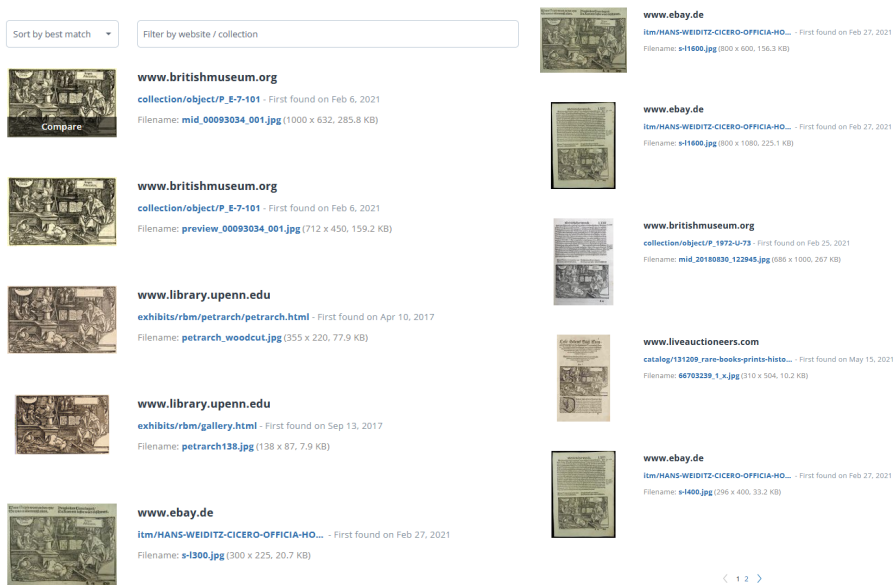 Sort by best match
Filter by website / collection
Compare
www.britishmuseum.org
collection/object/P_E-7-101 - First found on Feb 6, 2021
Filename: mid_00093034_001.jpg (1000 x 632, 285.8 KB)
www.britishmuseum.org
collection/object/P_E-7-101 - First found on Feb 6, 2021
Filename: preview_00093034_001.jpg (712 x 450, 159.2 KB)
www.library.upenn.edu
exhibits/rbm/petrarch/petrarch.html - First found on Apr 10, 2017
Filename: petrarch_woodcut.jpg (355 x 220, 77.9 KB)
www.library.upenn.edu
exhibits/rbm/gallery.html - First found on Sep 13, 2017
Filename: petrarch138.jpg (138 x 87, 7.9 KB)
www.ebay.de
itm/HANS-WEIDITZ-CICERO-OFFICIA-HO... - First found on Feb 27, 2021
Filename: s-l300.jpg (300 x 225, 20.7 KB)
www.ebay.de
itm/HANS-WEIDITZ-CICERO-OFFICIA-HO... - First found on Feb 27, 2021
Filename: s-l1600.jpg (800 x 600, 156.3 KB)
www.ebay.de
itm/HANS-WEIDITZ-CICERO-OFFICIA-HO... - First found on Feb 27, 2021
Filename: s-l1600.jpg (800 x 1080, 225.1 KB)
www.britishmuseum.org
collection/object/P_1972-U-73 - First found on Feb 25, 2021
Filename: mid_20180830_122945.jpg (686 x 1000, 267 KB)
www.liveauctioneers.com
catalog/131209_rare-books-prints-histo... - First found on May 15, 2021
Filename: 66703239_1_x.jpg (310 x 504, 10.2 KB)
www.ebay.de
itm/HANS-WEIDITZ-CICERO-OFFICIA-HO... - First found on Feb 27, 2021
Filename: s-l400.jpg (296 x 400, 33.2 KB)
1 2